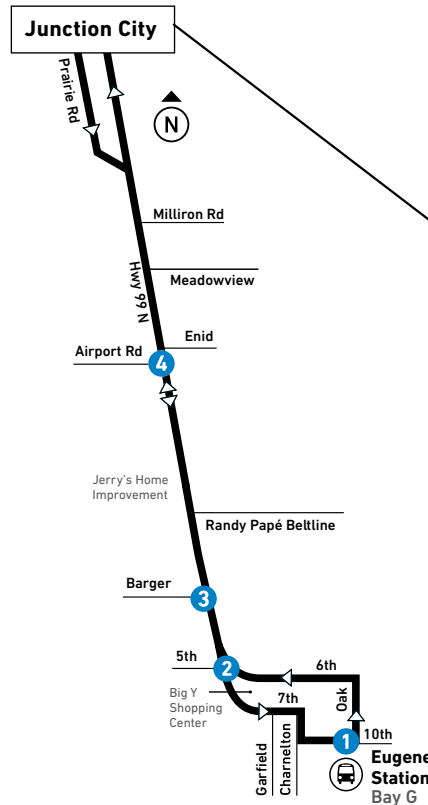 Junction City
Prairie Rd
N
Milliron Rd
Hwy 99 N
Meadowview
Enid
Airport Rd
4
Jerry's Home
Improvement
Randy Papé Beltline
Barger
3
5th
2
6th
Big Y
Shopping
Center
7th
Oak
Garfield
Charnelton
1
10th
Eugene
Station
Bay G